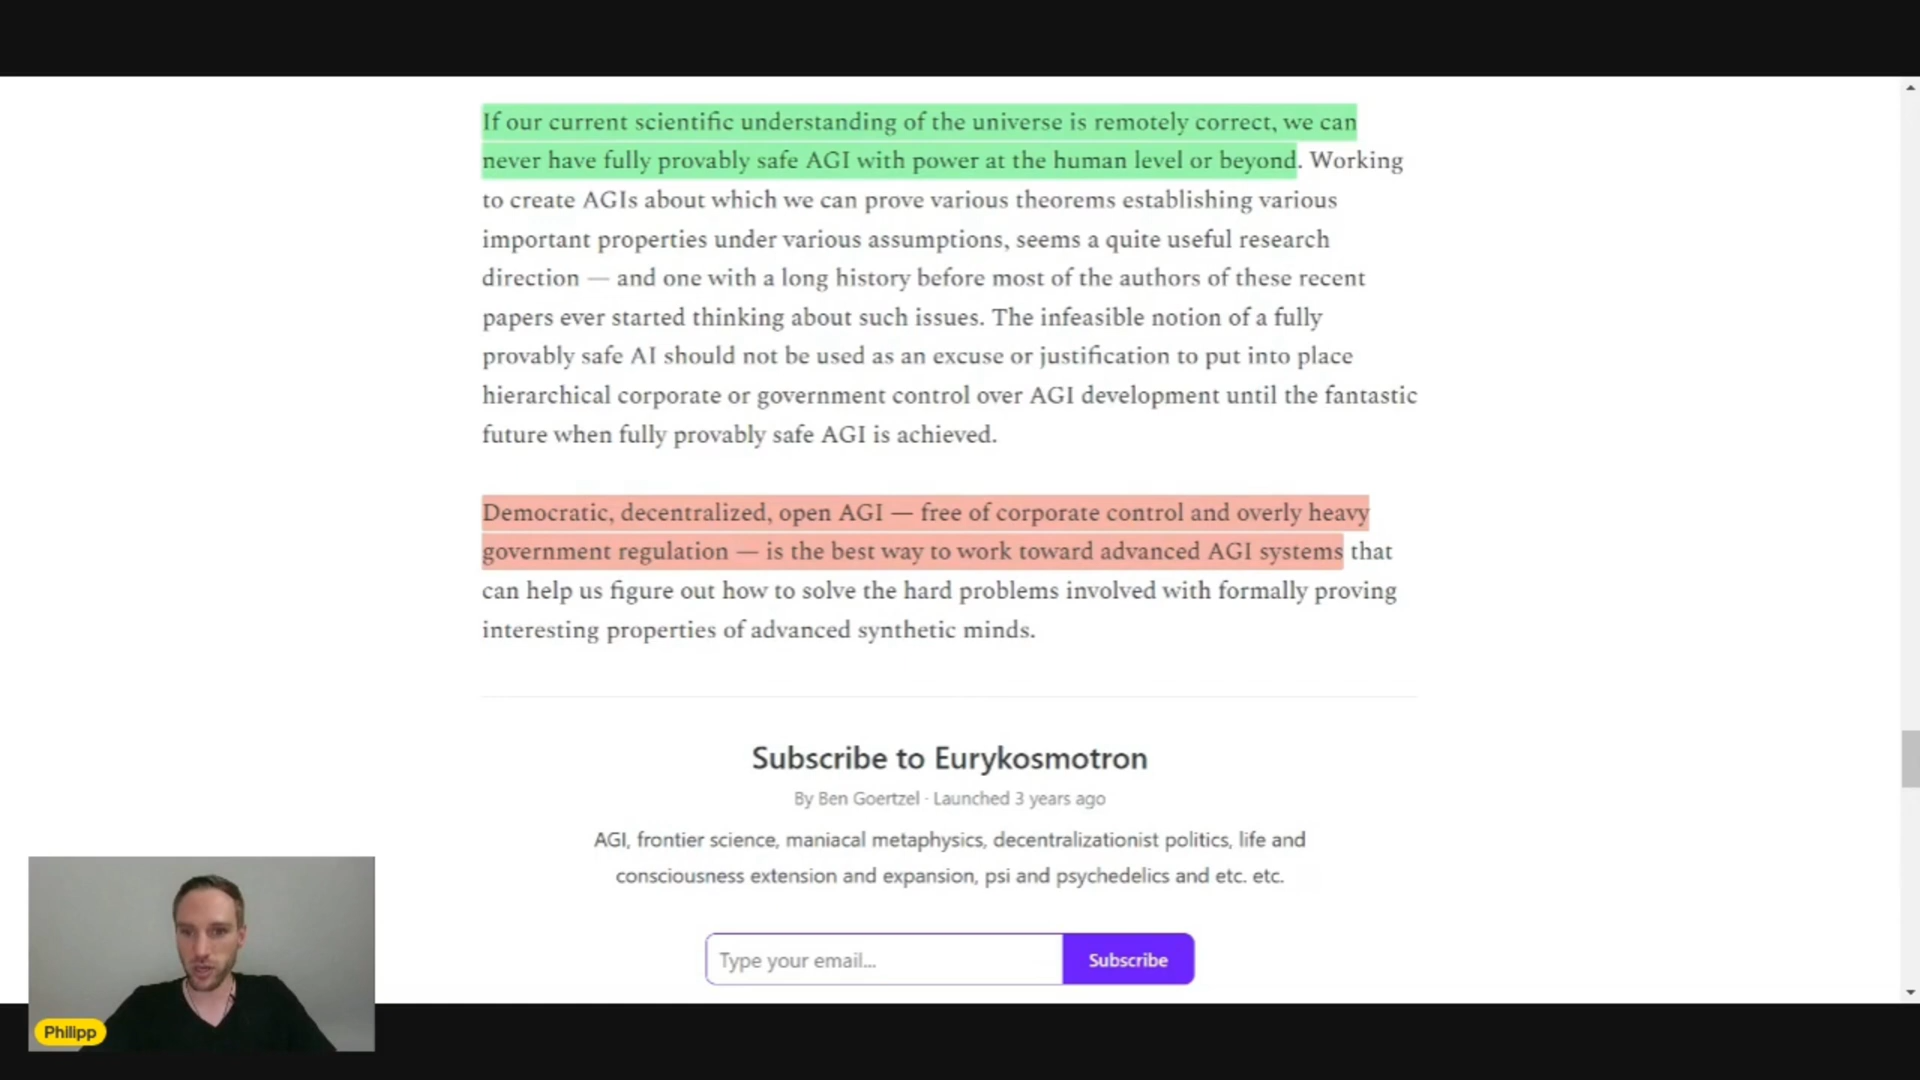 If our current scientific understanding of the universe is remotely correct, we can
never have fully provably safe AGI with power at the human level or beyond. Working
to create AGIs about which we can prove various theorems establishing various
important properties under various assumptions, seems a quite useful research
direction — and one with a long history before most of the authors of these recent
papers ever started thinking about such issues. The infeasible notion of a fully
provably safe AI should not be used as an excuse or justification to put into place
hierarchical corporate or government control over AGI development until the fantastic
future when fully provably safe AGI is achieved.
Democratic, decentralized, open AGI — free of corporate control and overly heavy
government regulation — is the best way to work toward advanced AGI systems that
can help us figure out how to solve the hard problems involved with formally proving
interesting properties of advanced synthetic minds.
Subscribe to Eurykosmotron
By Ben Goertzel · Launched 3 years ago
AGI, frontier science, maniacal metaphysics, decentralizationist politics, life and
consciousness extension and expansion, psi and psychedelics and etc. etc.
Type your email...
Subscribe
Philipp